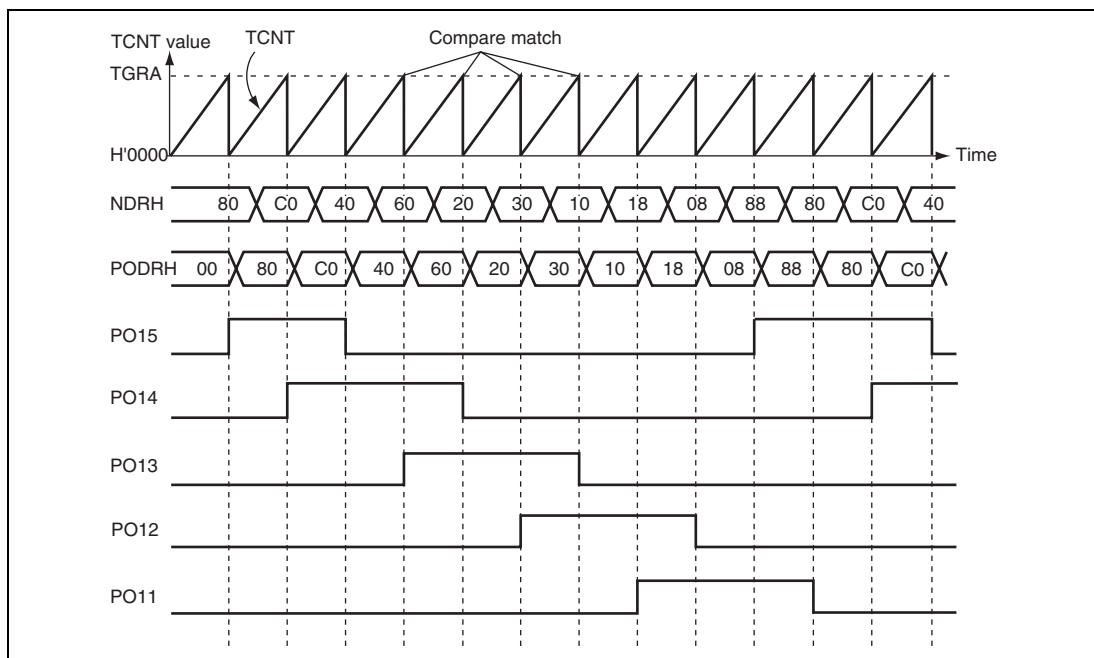 TCNT value
TCNT
Compare match
TGRA
H'0000
Time
NDRH
80 C0 40 60 20 30 10 18 08 88 80 C0 40
PODRH
00 80 C0 40 60 20 30 10 18 08 88 80 C0
PO15
PO14
PO13
PO12
PO11